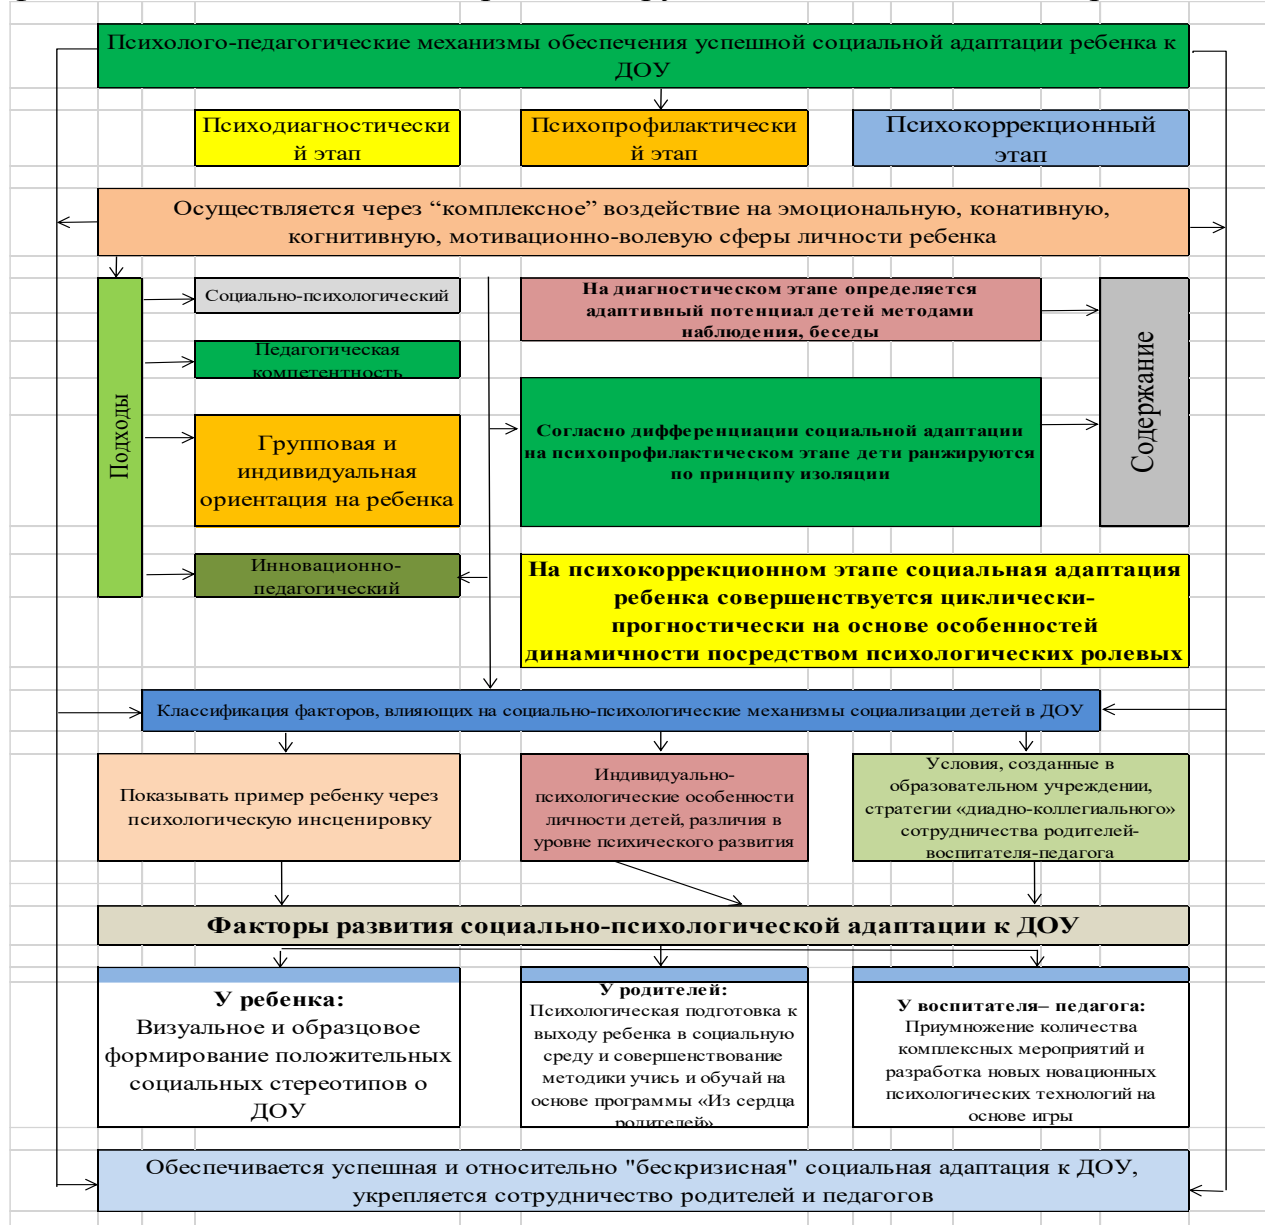 Психолого-педагогические механизмы обеспечения успешной социальной адаптации ребенка к
ДОУ
Психодиагностически
й этап
Психопрофилактически
й этап
Психокоррекционный
этап
Осуществляется через “комплексное” воздействие на эмоциональную, конативную,
когнитивную, мотивационно-волевую сферы личности ребенка
Подходы
Социально-психологический
Педагогическая
компетентность
Групповая и
индивидуальная
ориентация на ребенка
Инновационно-
педагогический
На диагностическом этапе определяется
адаптивный потенциал детей методами
наблюдения, беседы
Согласно дифференциации социальной адаптации
на психопрофилактическом этапе дети ранжируются
по принципу изоляции
Содержание
На психокоррекционном этапе социальная адаптация
ребенка совершенствуется циклически-
прогностически на основе особенностей
динамичности посредством психологических ролевых
Классификация факторов, влияющих на социально-психологические механизмы социализации детей в ДОУ
Показывать пример ребенку через
психологическую инсценировку
Индивидуально-
психологические особенности
личности детей, различия в
уровне психического развития
Условия, созданные в
образовательном учреждении,
стратегии «диадно-коллегиального»
сотрудничества родителей-
воспитателя-педагога
Факторы развития социально-психологической адаптации к ДОУ
У ребенка:
Визуальное и образцовое
формирование положительных
социальных стереотипов о
ДОУ
У родителей:
Психологическая подготовка к
выходу ребенка в социальную
среду и совершенствование
методики учись и обучай на
основе программы «Из сердца
родителей»
У воспитателя– педагога:
Приумножение количества
комплексных мероприятий и
разработка новых новационных
психологических технологий на
основе игры
Обеспечивается успешная и относительно "бескризисная" социальная адаптация к ДОУ,
укрепляется сотрудничество родителей и педагогов